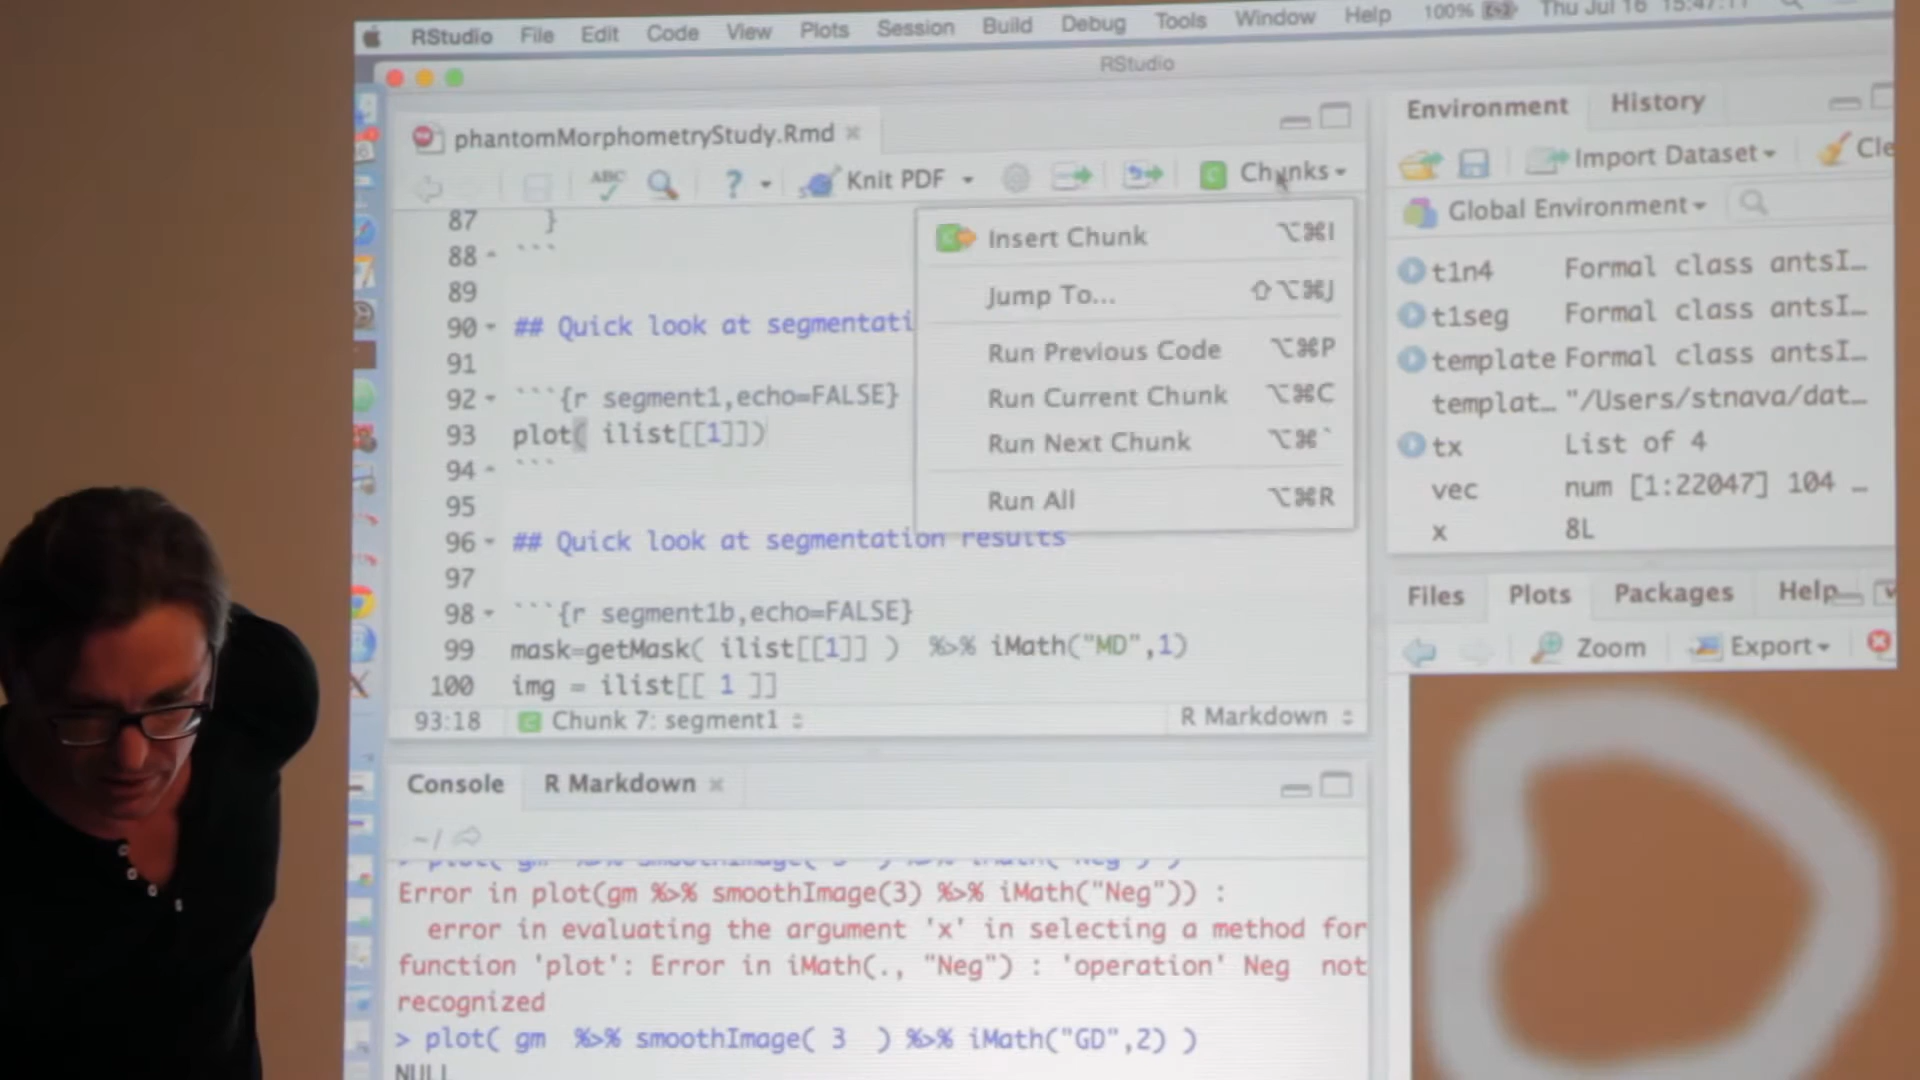 RStudio File Edit Code View Plots Session Build Debug Tools Window Help 100% Thu Jul 16 15:47:11
RStudio
phantomMorphometryStudy.Rmd
ABC ? Knit PDF Chunks
87 }
88 ```
89
90 ## Quick look at segmentati
91
92 ```{r segment1,echo=FALSE}
93 plot( ilist[[1]])
94 ```
95
96 ## Quick look at segmentation results
97
98 ```{r segment1b,echo=FALSE}
99 mask=getMask( ilist[[1]] ) %>% iMath("MD",1)
100 img = ilist[[ 1 ]]
93:18 Chunk 7: segment1 R Markdown
Insert Chunk ⌥⌘I
Jump To... ⇧⌥⌘J
Run Previous Code ⌥⌘P
Run Current Chunk ⌥⌘C
Run Next Chunk ⌥⌘`
Run All ⌥⌘R
Console R Markdown
~/
Error in plot(gm %>% smoothImage(3) %>% iMath("Neg")) :
error in evaluating the argument 'x' in selecting a method for
function 'plot': Error in iMath(., "Neg") : 'operation' Neg not
recognized
> plot( gm %>% smoothImage( 3 ) %>% iMath("GD",2) )
NULL
Environment History
Import Dataset Cle
Global Environment
t1n4 Formal class antsI…
t1seg Formal class antsI…
template Formal class antsI…
templat… "/Users/stnava/dat…
tx List of 4
vec num [1:22047] 104 …
x 8L
Files Plots Packages Help
Zoom Export